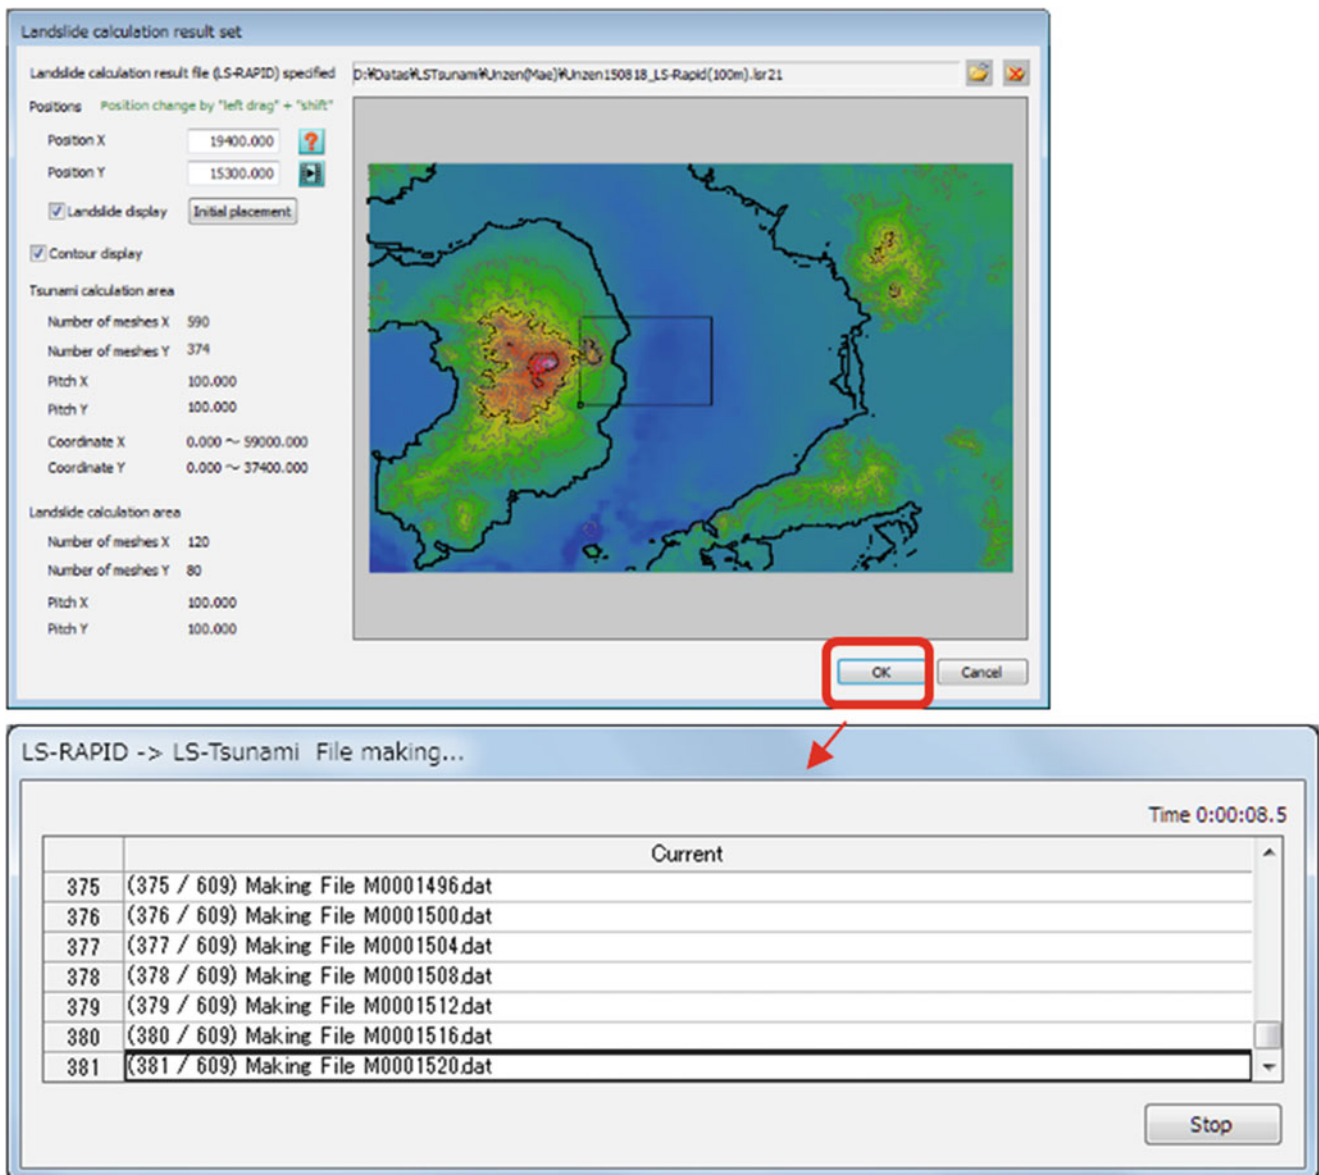 Landslide calculation result set
Landslide calculation result file (LS-RAPID) specified D:¥Datas¥LSTsunami¥Unzen(Mae)¥Unzen150818_LS-Rapid(100m).lsr21
Positions Position change by "left drag" + "shift"
Position X 19400.000 ?
Position Y 15300.000
Landslide display Initial placement
Contour display
Tsunami calculation area
Number of meshes X 590
Number of meshes Y 374
Pitch X 100.000
Pitch Y 100.000
Coordinate X 0.000 ～ 59000.000
Coordinate Y 0.000 ～ 37400.000
Landslide calculation area
Number of meshes X 120
Number of meshes Y 80
Pitch X 100.000
Pitch Y 100.000
OK Cancel
LS-RAPID -> LS-Tsunami File making...
Time 0:00:08.5
Current
375 (375 / 609) Making File M0001496.dat
376 (376 / 609) Making File M0001500.dat
377 (377 / 609) Making File M0001504.dat
378 (378 / 609) Making File M0001508.dat
379 (379 / 609) Making File M0001512.dat
380 (380 / 609) Making File M0001516.dat
381 (381 / 609) Making File M0001520.dat
Stop